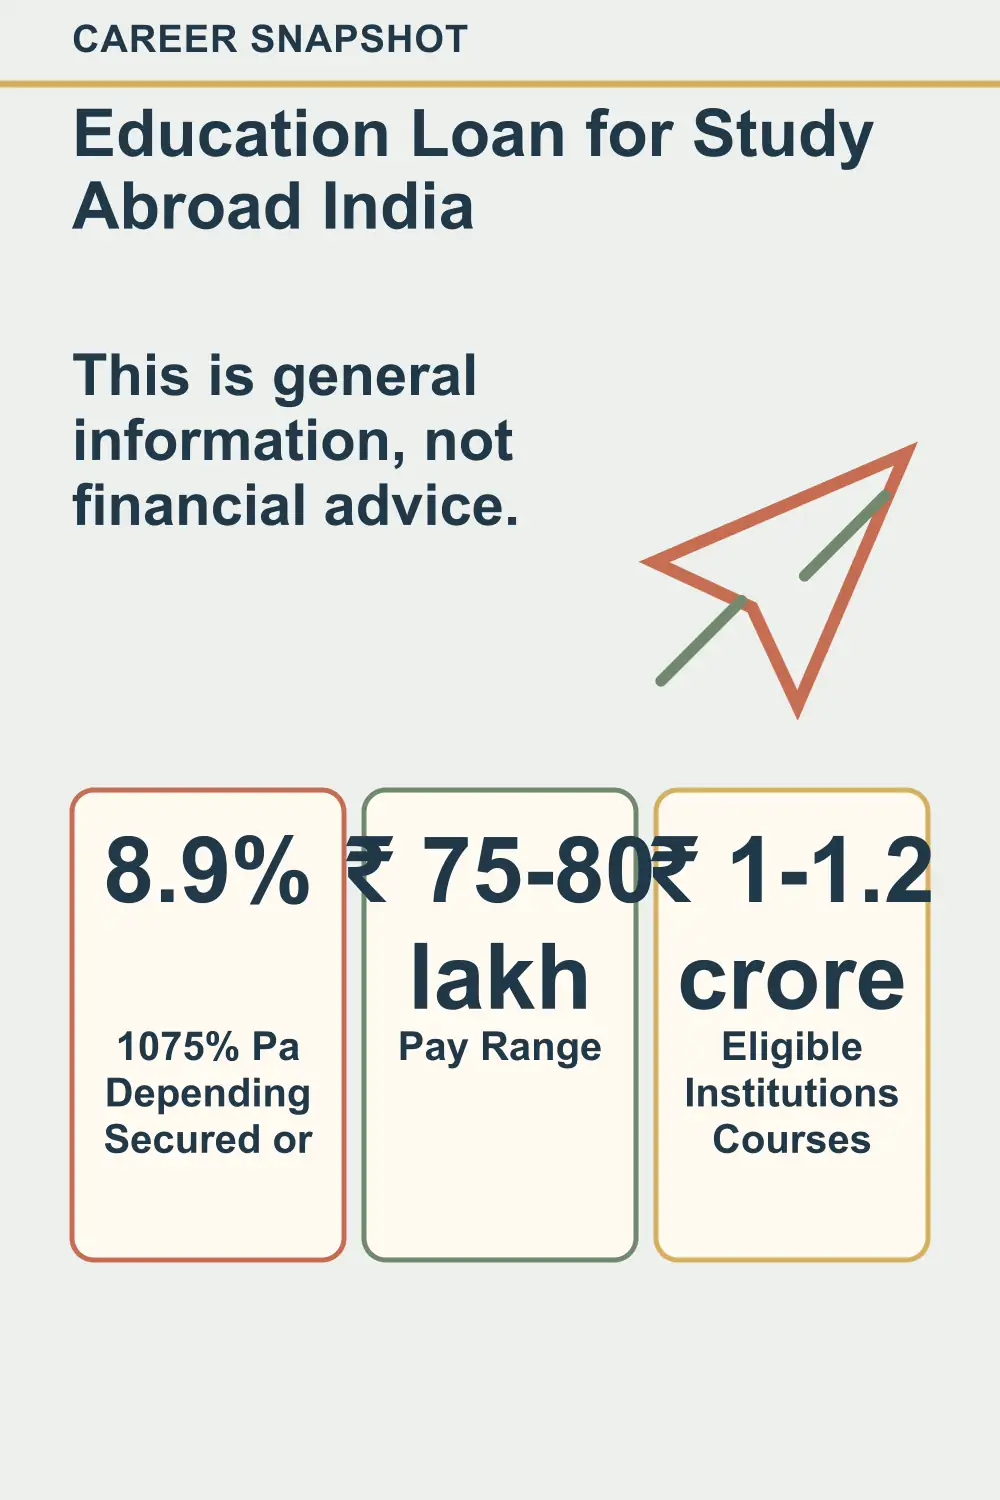 CAREER SNAPSHOT
Education Loan for Study
Abroad India
This is general
information, not
financial advice.
8.9%
1075% Pa
Depending
Secured or
₹ 75-80
lakh
Pay Range
₹ 1-1.2
crore
Eligible
Institutions
Courses